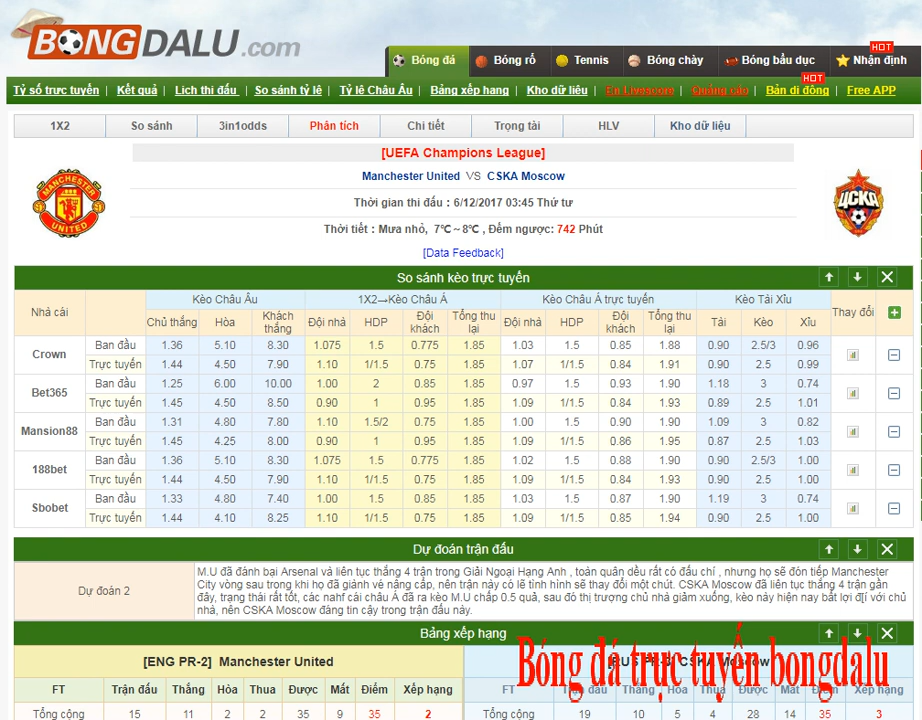 BONGDALU.com
HOT
Bóng đá Bóng rổ Tennis Bóng chày Bóng bầu dục Nhận định
HOT
Tỷ số trực tuyến | Kết quả | Lịch thi đấu | So sánh tỷ lệ | Tỷ lệ Châu Âu | Bảng xếp hạng | Kho dữ liệu | En Livescore | Quảng cáo | Bản di động | Free APP
1X2 So sánh 3in1odds Phân tích Chi tiết Trọng tài HLV Kho dữ liệu
[UEFA Champions League]
Manchester United VS CSKA Moscow
MANCHESTER UNITED
ЦСКА
Thời gian thi đấu : 6/12/2017 03:45 Thứ tư
Thời tiết : Mưa nhỏ, 7℃～8℃ , Đếm ngược: 742 Phút
[Data Feedback]
So sánh kèo trực tuyến
Nhà cái Kèo Châu Âu 1X2→Kèo Châu Á Kèo Châu Á trực tuyến Kèo Tài Xỉu Thay đổi
Chủ thắng Hòa Khách thắng Đội nhà HDP Đội khách Tổng thu lại Đội nhà HDP Đội khách Tổng thu lại Tài Kèo Xỉu
Crown Ban đầu 1.36 5.10 8.30 1.075 1.5 0.775 1.85 1.03 1.5 0.85 1.88 0.90 2.5/3 0.96
Trực tuyến 1.44 4.50 7.90 1.10 1/1.5 0.75 1.85 1.07 1/1.5 0.84 1.91 0.90 2.5 0.99
Bet365 Ban đầu 1.25 6.00 10.00 1.00 2 0.85 1.85 0.97 1.5 0.93 1.90 1.18 3 0.74
Trực tuyến 1.45 4.50 8.50 0.90 1 0.95 1.85 1.09 1/1.5 0.84 1.93 0.89 2.5 1.01
Mansion88 Ban đầu 1.31 4.80 7.80 1.10 1.5/2 0.75 1.85 1.00 1.5 0.90 1.90 1.09 3 0.82
Trực tuyến 1.45 4.25 8.00 0.90 1 0.95 1.85 1.09 1/1.5 0.86 1.95 0.87 2.5 1.03
188bet Ban đầu 1.36 5.10 8.30 1.075 1.5 0.775 1.85 1.02 1.5 0.88 1.90 0.90 2.5/3 1.00
Trực tuyến 1.44 4.50 7.90 1.10 1/1.5 0.75 1.85 1.09 1/1.5 0.84 1.93 0.90 2.5 1.00
Sbobet Ban đầu 1.33 4.80 7.40 1.00 1.5 0.85 1.85 1.03 1.5 0.87 1.90 1.19 3 0.74
Trực tuyến 1.44 4.10 8.25 1.10 1/1.5 0.75 1.85 1.09 1/1.5 0.85 1.94 0.90 2.5 1.00
Dự đoán trận đấu
Dự đoán 2
M.U đã đánh bại Arsenal và liên tục thắng 4 trận trong Giải Ngoại Hạng Anh , toán quân đều rất có đấu chí , nhưng họ sẽ đón tiếp Manchester
City vòng sau trong khi họ đã giành vé nâng cấp, nên trận này có lẽ tình hình sẽ thay đổi một chút. CSKA Moscow đã liên tục thắng 4 trận gần
đây, trạng thái rất tốt, các nahf cái châu Á đã ra kèo M.U chấp 0.5 quả, sau đó thị trượng chủ nhà giảm xuống, kèo này hiện nay bất lợi đ[í với chủ
nhà, nên CSKA Moscow đáng tin cậy trong trận đấu này.
Bảng xếp hạng
[ENG PR-2] Manchester United [RUS PR-3] CSKA Moscow
Bóng đá trực tuyến bongdalu
FT Trận đấu Thắng Hòa Thua Được Mất Điểm Xếp hạng FT Trận đấu Thắng Hòa Thua Được Mất Điểm Xếp hạng
Tổng cộng 15 11 2 2 35 9 35 2 Tổng cộng 19 10 5 4 28 14 35 3